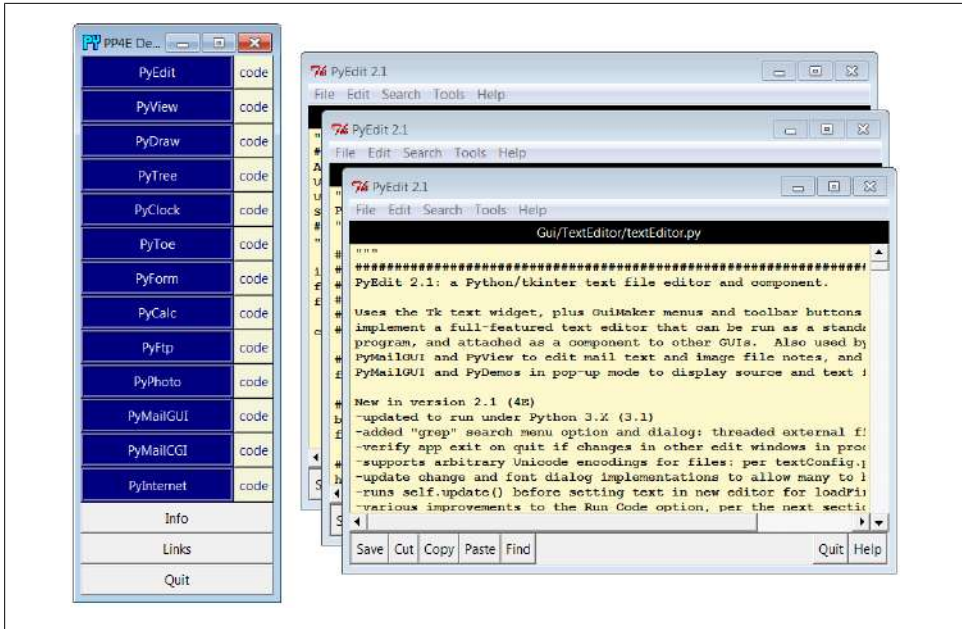 PP4E De...
PyEdit code
PyView code
PyDraw code
PyTree code
PyClock code
PyToe code
PyForm code
PyCalc code
PyFtp code
PyPhoto code
PyMailGUI code
PyMailCGI code
PyInternet code
Info
Links
Quit
PyEdit 2.1
File Edit Search Tools Help
PyEdit 2.1
File Edit Search Tools Help
PyEdit 2.1
File Edit Search Tools Help
Gui/TextEditor/textEditor.py
"""
################################################################
PyEdit 2.1: a Python/tkinter text file editor and component.
Uses the Tk text widget, plus GuiMaker menus and toolbar buttons
implement a full-featured text editor that can be run as a standa
program, and attached as a component to other GUIs. Also used by
PyMailGUI and PyView to edit mail text and image file notes, and
PyMailGUI and PyDemos in pop-up mode to display source and text
New in version 2.1 (4E)
-updated to run under Python 3.X (3.1)
-added "grep" search menu option and dialog: threaded external
-verify app exit on quit if changes in other edit windows in proc
-supports arbitrary Unicode encodings for files: per textConfig.
-update change and font dialog implementations to allow many to
-runs self.update() before setting text in new editor for loadFi
-various improvements to the Run Code option, per the next secti
Save Cut Copy Paste Find Quit Help